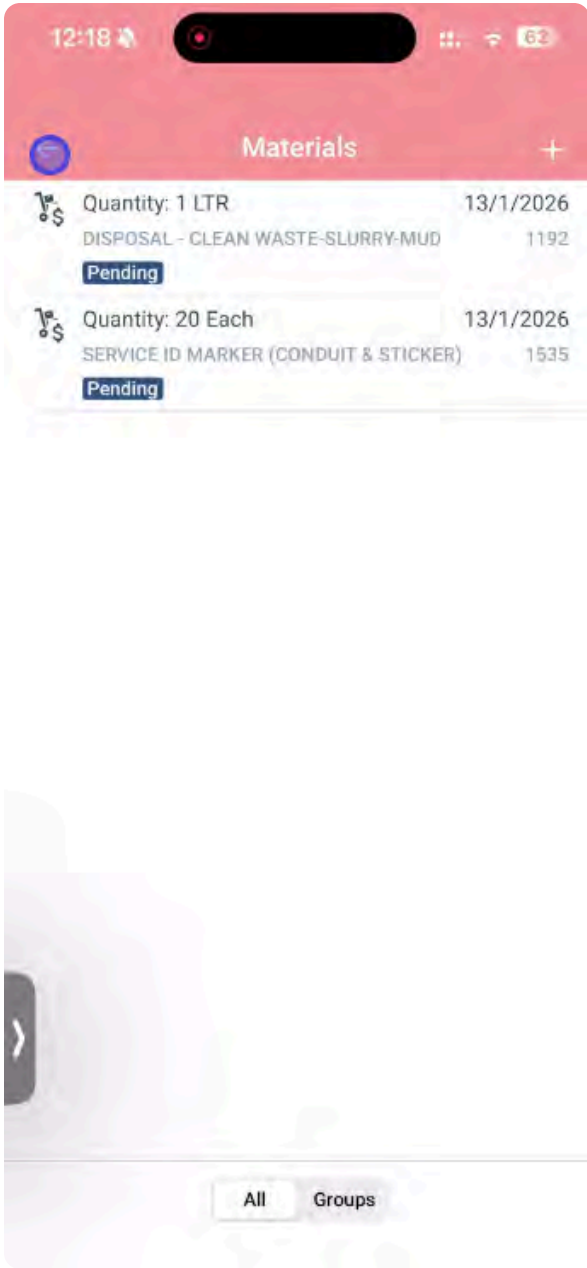 12:18
62
Materials
+
Quantity: 1 LTR 13/1/2026
DISPOSAL - CLEAN WASTE-SLURRY-MUD 1192
Pending
Quantity: 20 Each 13/1/2026
SERVICE ID MARKER (CONDUIT & STICKER) 1535
Pending
All Groups